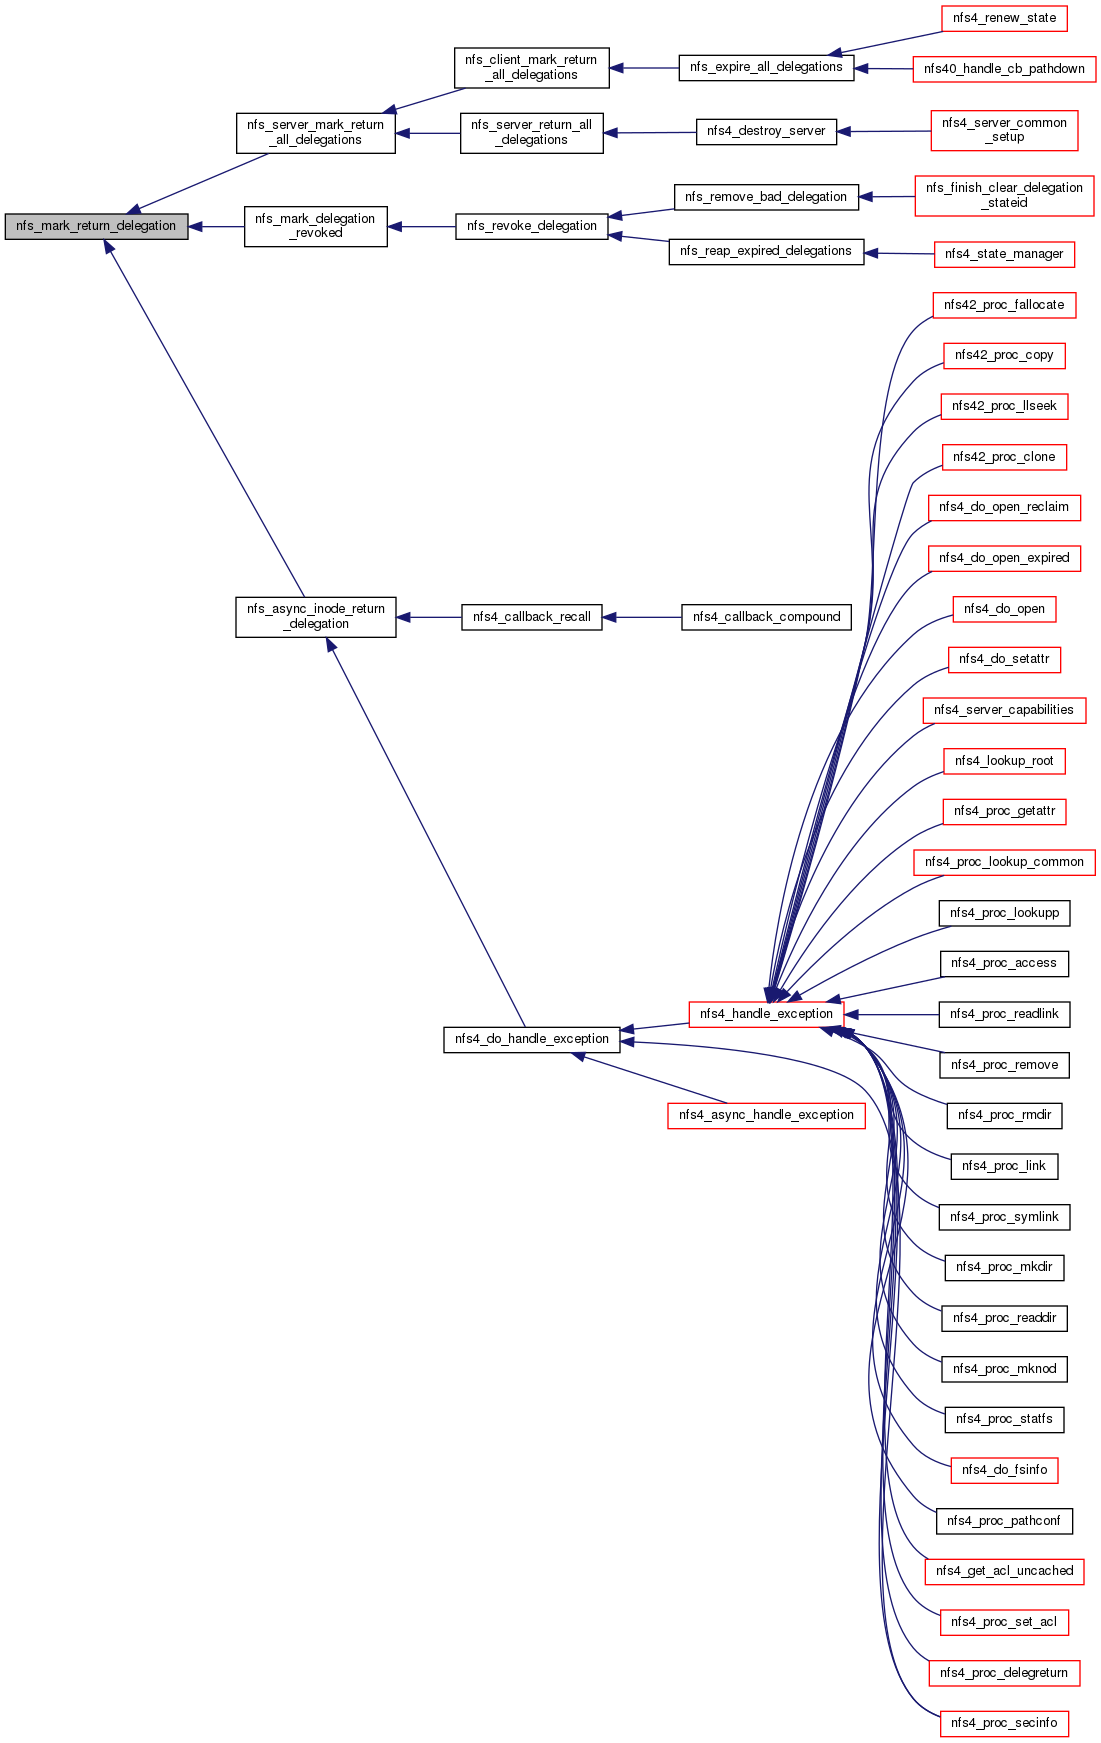 nfs4_renew_state
nfs_client_mark_return
_all_delegations
nfs_expire_all_delegations
nfs40_handle_cb_pathdown
nfs_server_mark_return
_all_delegations
nfs_server_return_all
_delegations
nfs4_destroy_server
nfs4_server_common
_setup
nfs_mark_return_delegation
nfs_mark_delegation
_revoked
nfs_revoke_delegation
nfs_remove_bad_delegation
nfs_finish_clear_delegation
_stateid
nfs_reap_expired_delegations
nfs4_state_manager
nfs42_proc_fallocate
nfs42_proc_copy
nfs42_proc_llseek
nfs42_proc_clone
nfs4_do_open_reclaim
nfs4_do_open_expired
nfs_async_inode_return
_delegation
nfs4_callback_recall
nfs4_callback_compound
nfs4_do_open
nfs4_do_setattr
nfs4_server_capabilities
nfs4_lookup_root
nfs4_proc_getattr
nfs4_proc_lookup_common
nfs4_proc_lookupp
nfs4_proc_access
nfs4_do_handle_exception
nfs4_handle_exception
nfs4_proc_readlink
nfs4_proc_remove
nfs4_async_handle_exception
nfs4_proc_rmdir
nfs4_proc_link
nfs4_proc_symlink
nfs4_proc_mkdir
nfs4_proc_readdir
nfs4_proc_mknod
nfs4_proc_statfs
nfs4_do_fsinfo
nfs4_proc_pathconf
nfs4_get_acl_uncached
nfs4_proc_set_acl
nfs4_proc_delegreturn
nfs4_proc_secinfo